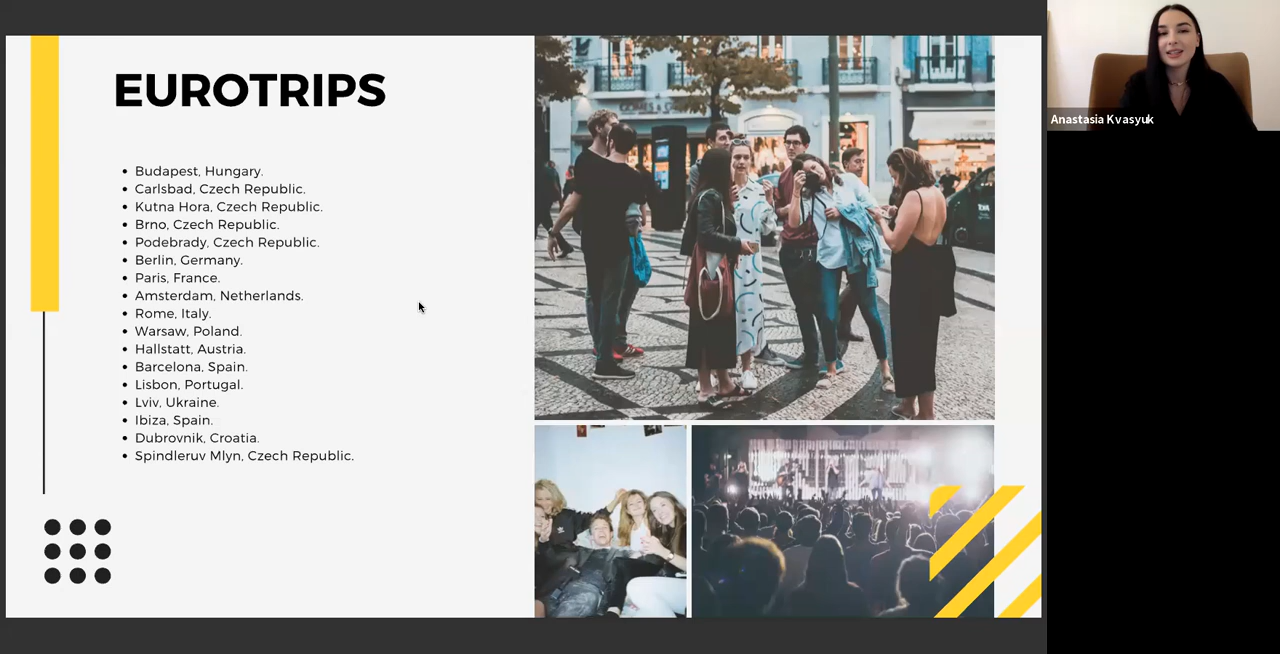 EUROTRIPS
Budapest, Hungary.
Carlsbad, Czech Republic.
Kutna Hora, Czech Republic.
Brno, Czech Republic.
Podebrady, Czech Republic.
Berlin, Germany.
Paris, France.
Amsterdam, Netherlands.
Rome, Italy.
Warsaw, Poland.
Hallstatt, Austria.
Barcelona, Spain.
Lisbon, Portugal.
Lviv, Ukraine.
Ibiza, Spain.
Dubrovnik, Croatia.
Spindleruv Mlyn, Czech Republic.
Anastasia Kvasyuk